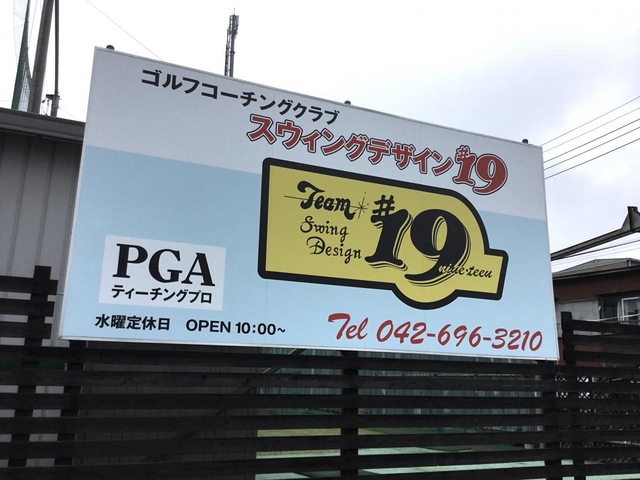 ゴルフコーチングクラブ
スウィングデザイン#19
Team
Swing
Design
#19
nine-teen
PGA
ティーチングプロ
水曜定休日 OPEN 10:00~
Tel 042-696-3210